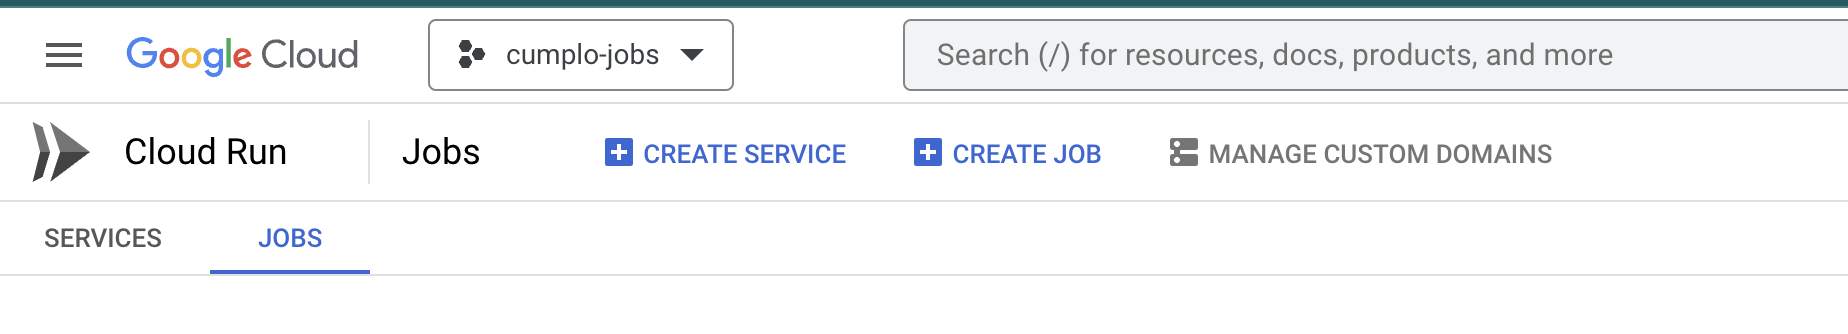 Google Cloud cumplo-jobs Search (/) for resources, docs, products, and more
Cloud Run Jobs CREATE SERVICE CREATE JOB MANAGE CUSTOM DOMAINS
SERVICES JOBS